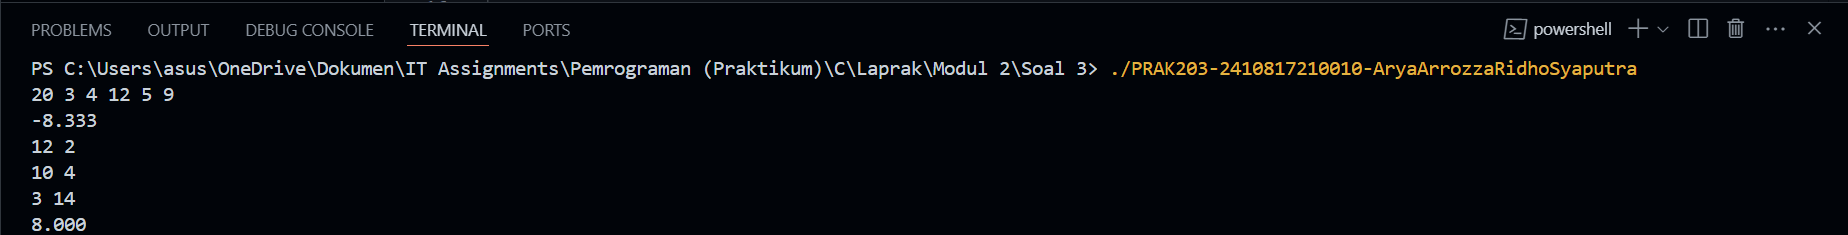 PROBLEMS OUTPUT DEBUG CONSOLE TERMINAL PORTS powershell
PS C:\Users\asus\OneDrive\Dokumen\IT Assignments\Pemrograman (Praktikum)\C\Laprak\Modul 2\Soal 3> ./PRAK203-2410817210010-AryaArrozzaRidhoSyaputra
20 3 4 12 5 9
-8.333
12 2
10 4
3 14
8.000